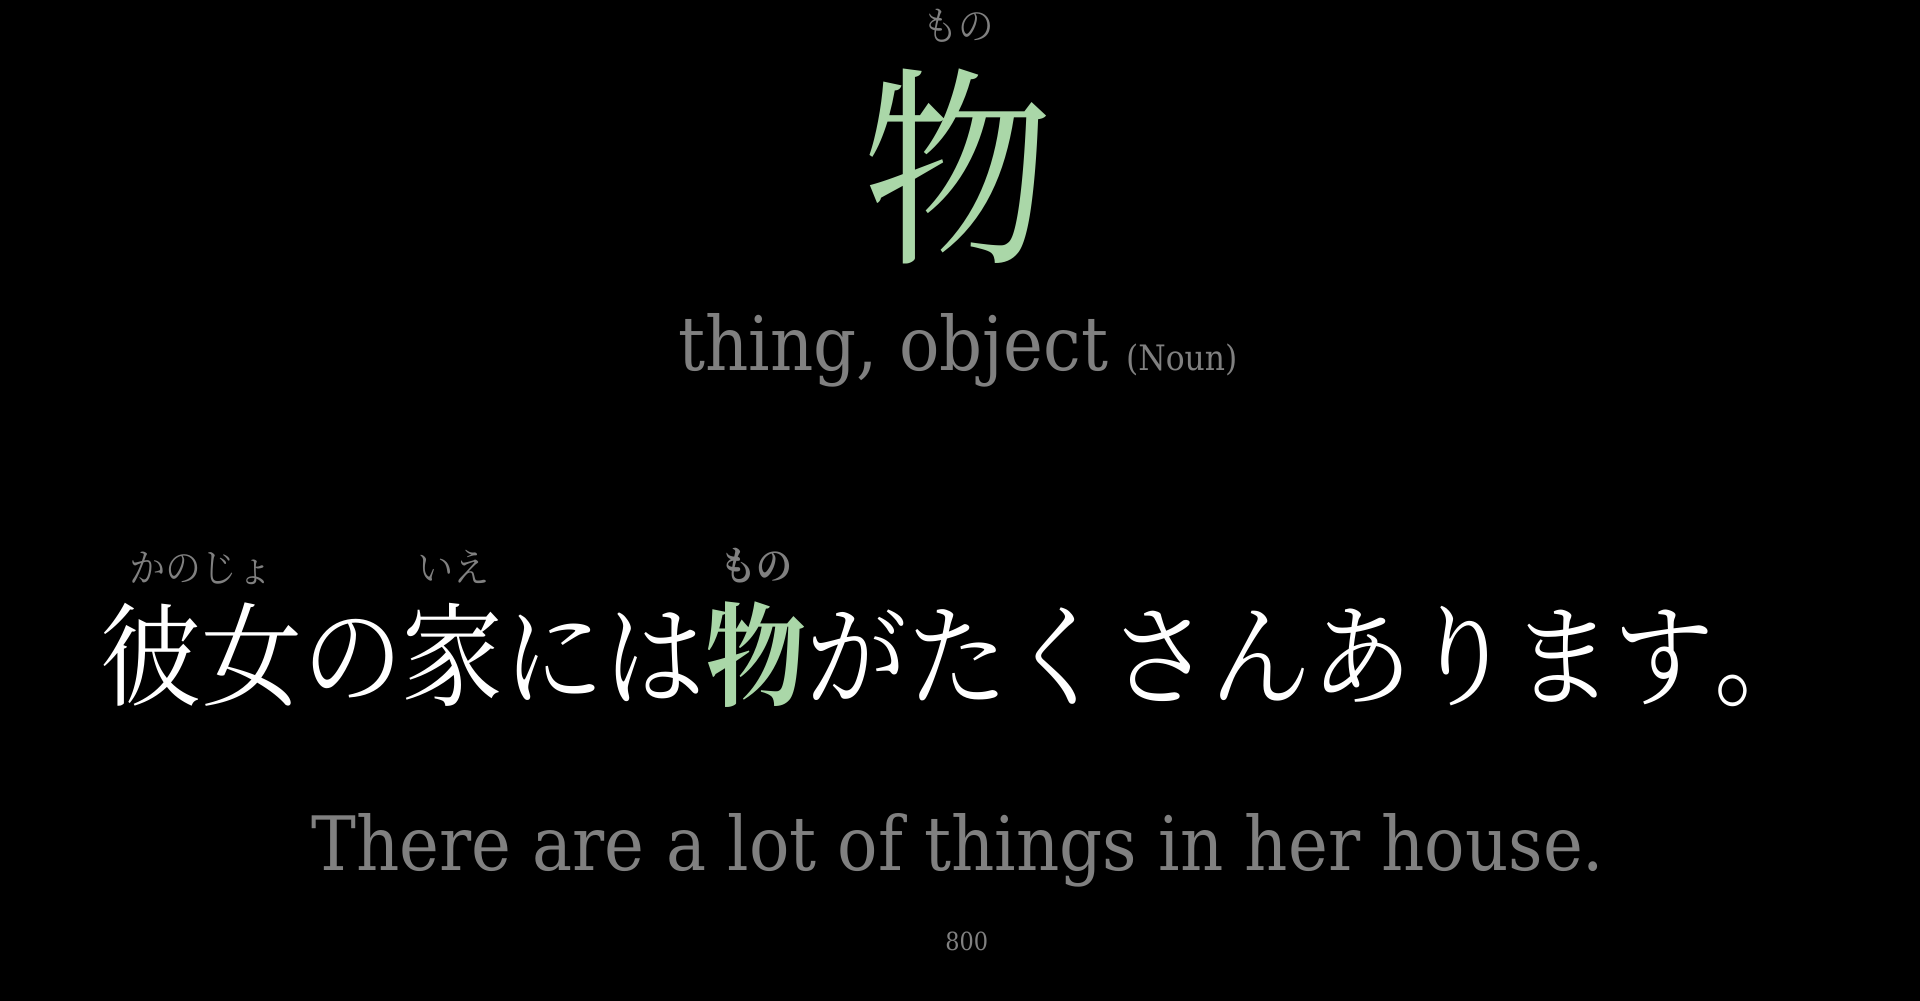 もの
物
thing, object (Noun)
かのじょ いえ もの
彼女の家には物がたくさんあります。
There are a lot of things in her house.
800